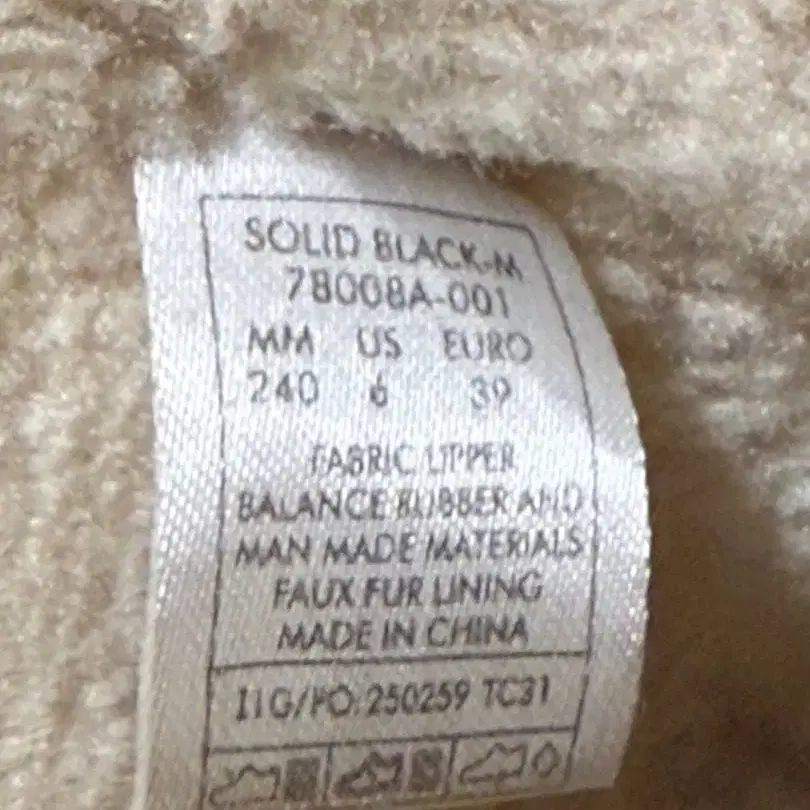 SOLID BLACK-M
78008A-001
MM US EURO
240 6 39
FABRIC UPPER
BALANCE RUBBER AND
MAN MADE MATERIALS
FAUX FUR LINING
MADE IN CHINA
I1G/PO:250259 TC31